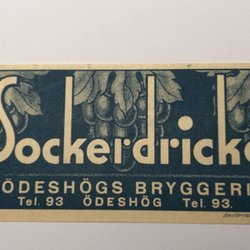 Sockerdricka
ÖDESHÖGS BRYGGERI
Tel. 93 ÖDESHÖG Tel. 93.